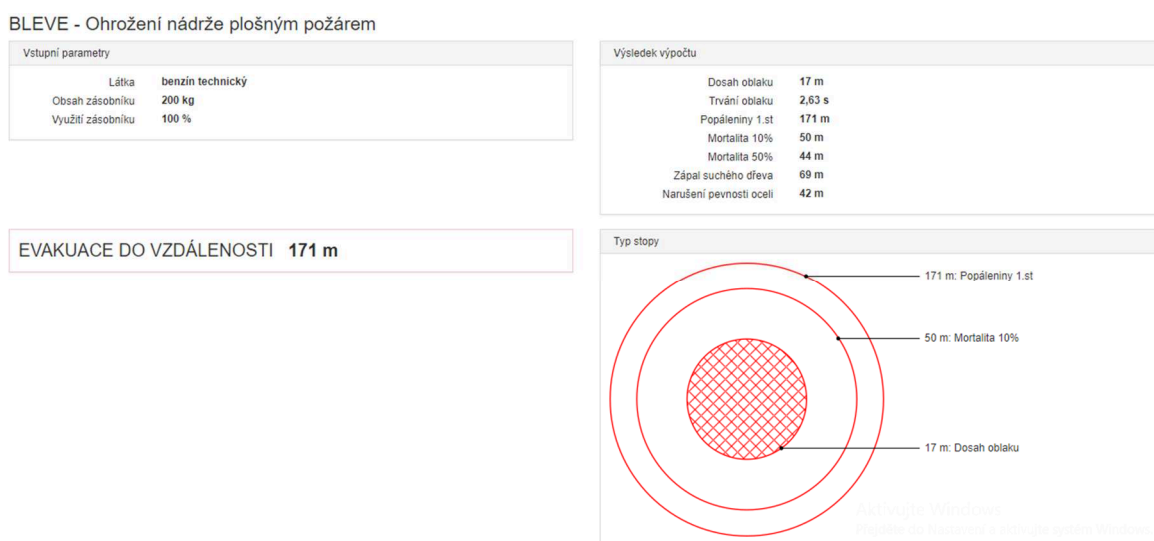 BLEVE - Ohrožení nádrže plošným požárem
Vstupní parametry
Látka benzín technický
Obsah zásobníku 200 kg
Využití zásobníku 100 %
EVAKUACE DO VZDÁLENOSTI 171 m
Výsledek výpočtu
Dosah oblaku 17 m
Trvání oblaku 2,63 s
Popáleniny 1.st 171 m
Mortalita 10% 50 m
Mortalita 50% 44 m
Zápal suchého dřeva 69 m
Narušení pevnosti oceli 42 m
Typ stopy
171 m: Popáleniny 1.st
50 m: Mortalita 10%
17 m: Dosah oblaku
Aktivujte Windows